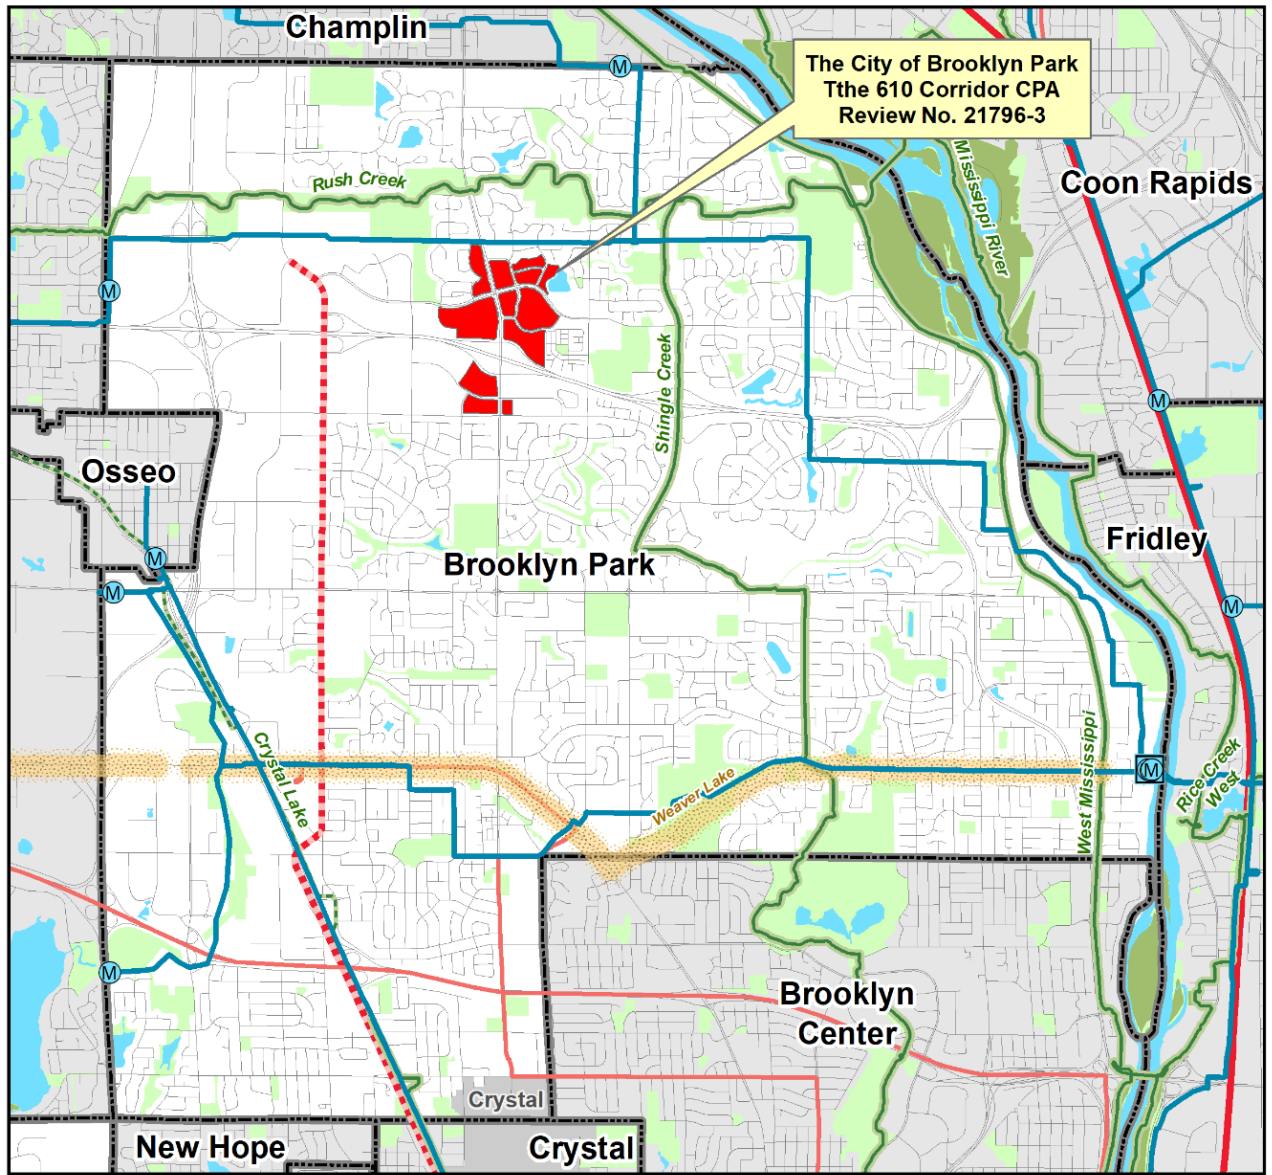 Champlin
M
The City of Brooklyn Park
Tthe 610 Corridor CPA
Review No. 21796-3
Mississippi River
Coon Rapids
Rush Creek
M
Shingle Creek
M
Osseo
M
Fridley
Brooklyn Park
M
M
Crystal Lake
Weaver Lake
West Mississippi
M
Rice Creek
West
M
Brooklyn
Center
Crystal
New Hope
Crystal